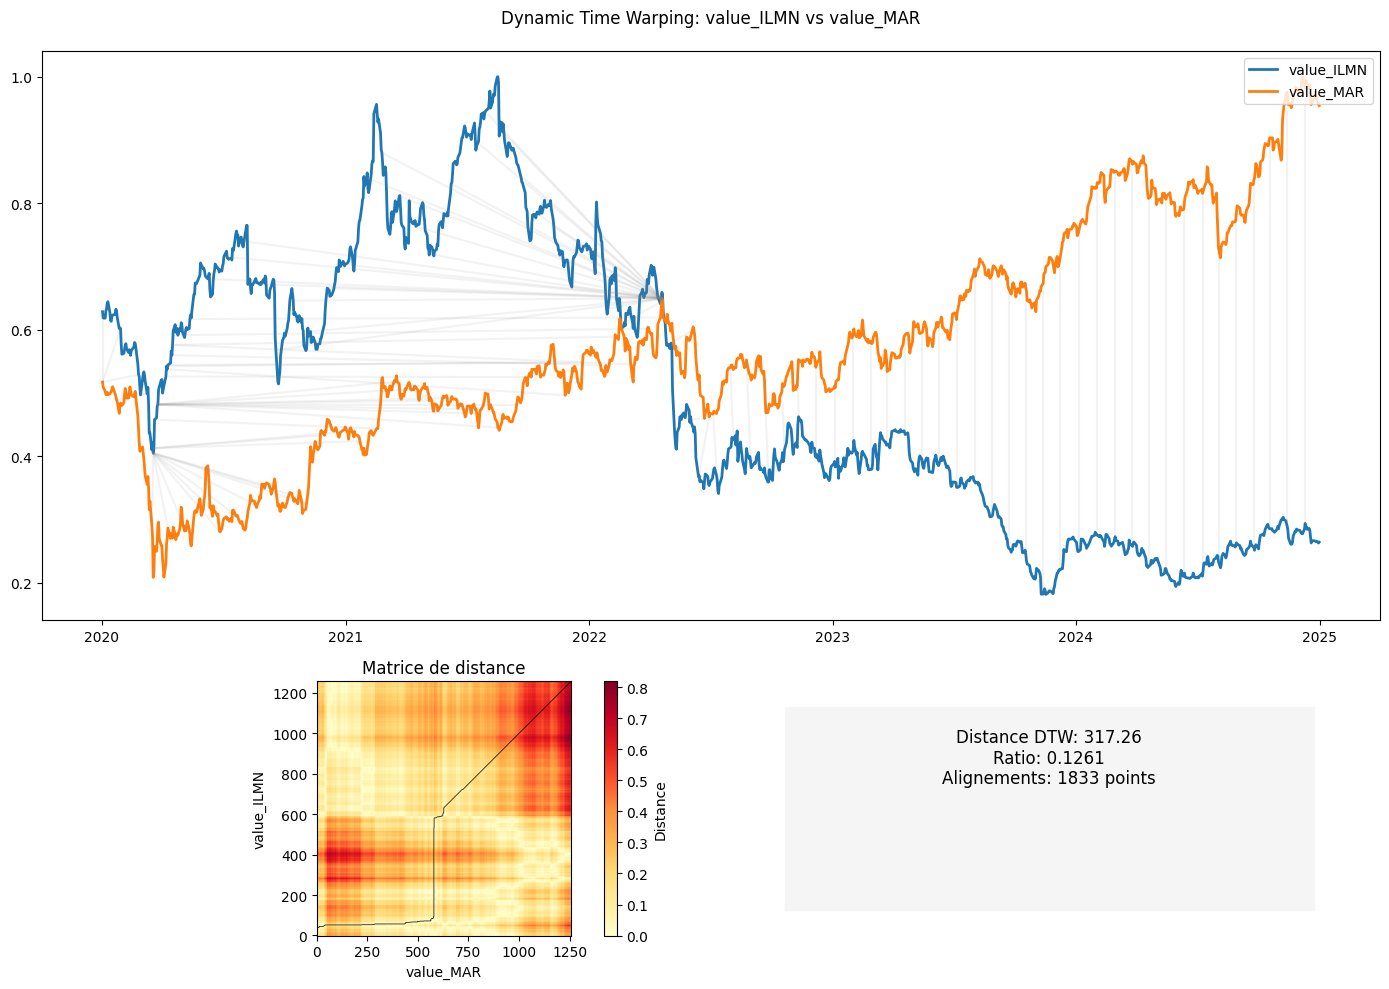 Dynamic Time Warping: value_ILMN vs value_MAR
value_ILMN
value_MAR
1.0
0.8
0.6
0.4
0.2
2020 2021 2022 2023 2024 2025
Matrice de distance
1200
1000
800
600
400
200
0
value_ILMN
0 250 500 750 1000 1250
value_MAR
0.8
0.7
0.6
0.5
0.4
0.3
0.2
0.1
0.0
Distance
Distance DTW: 317.26
Ratio: 0.1261
Alignements: 1833 points